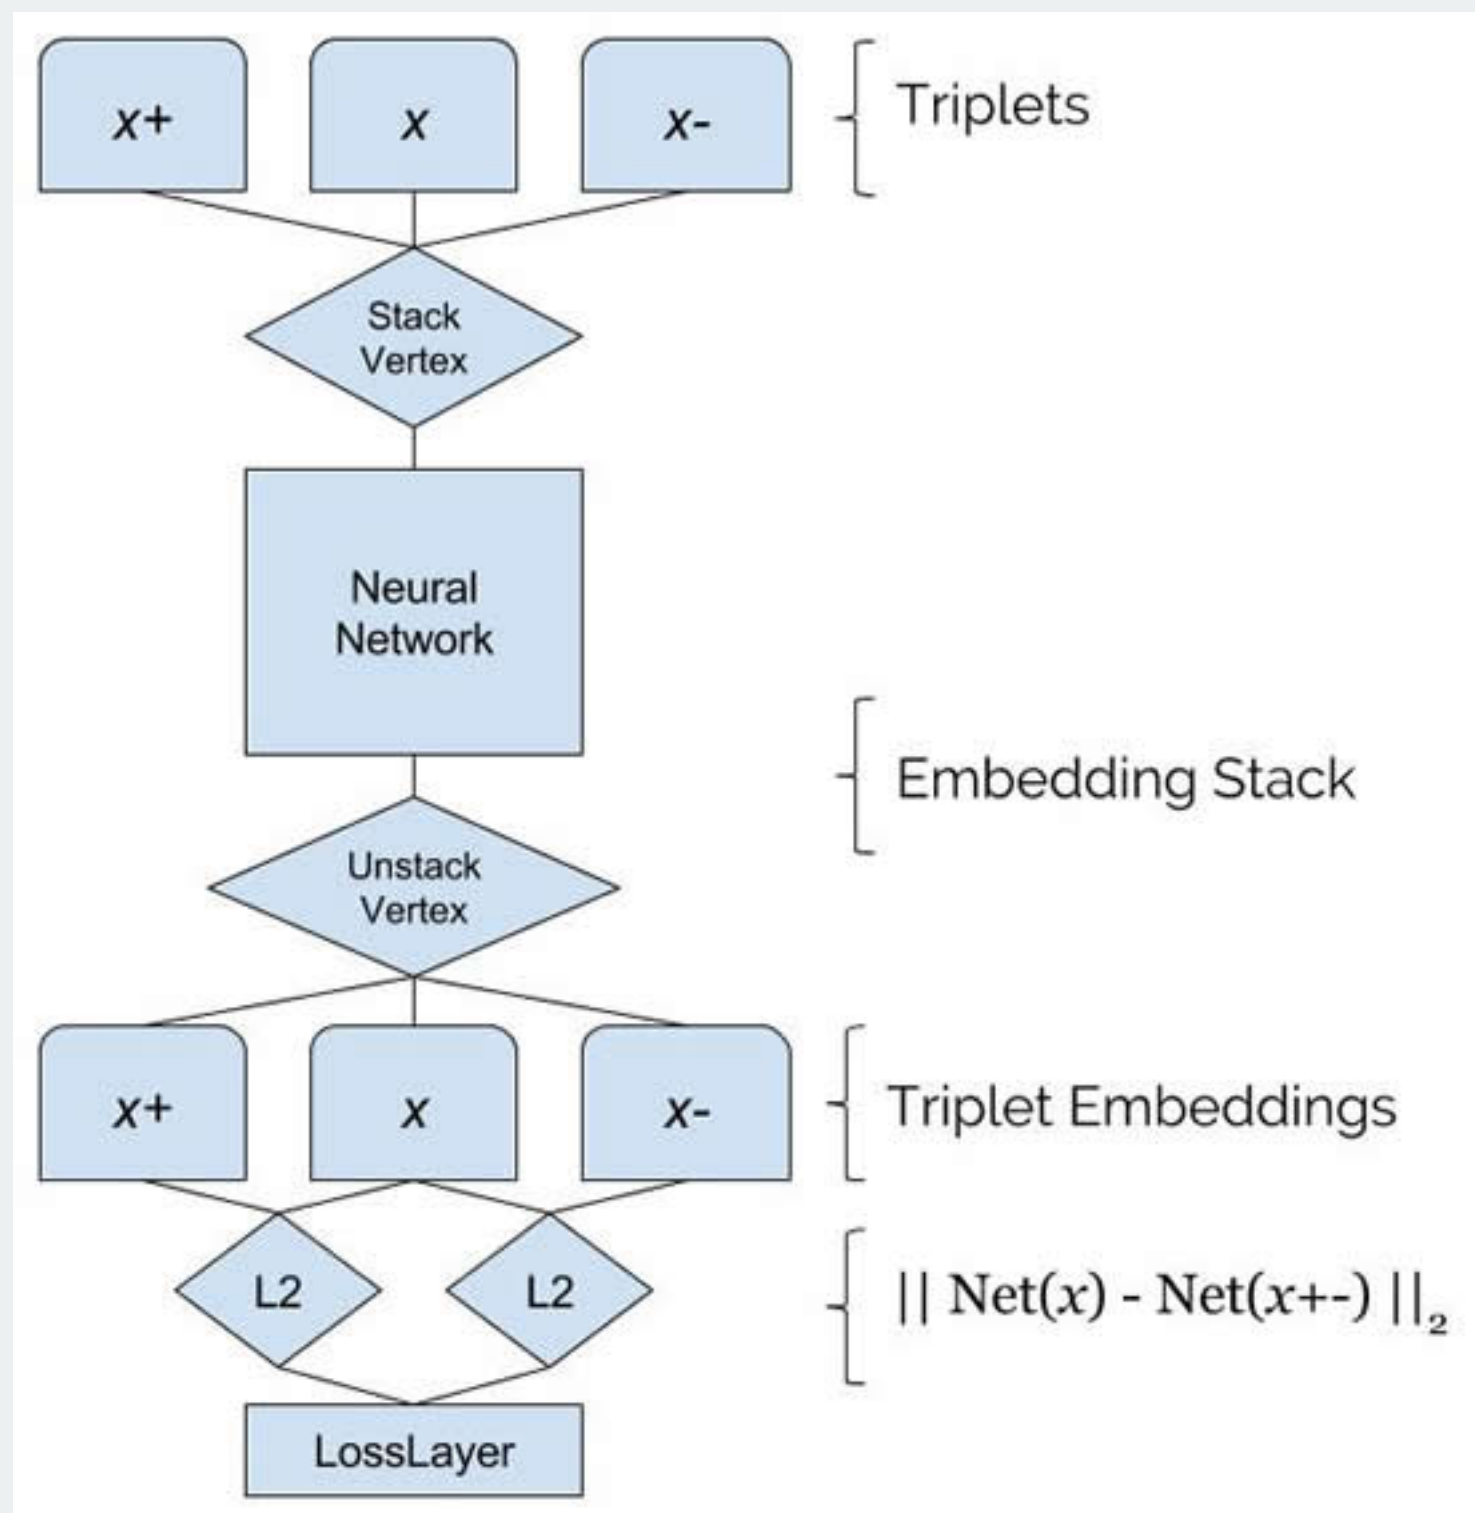 x+ x x-
Triplets
Stack
Vertex
Neural
Network
Embedding Stack
Unstack
Vertex
x+ x x-
Triplet Embeddings
L2 L2
|| Net(x) - Net(x+-) ||₂
LossLayer